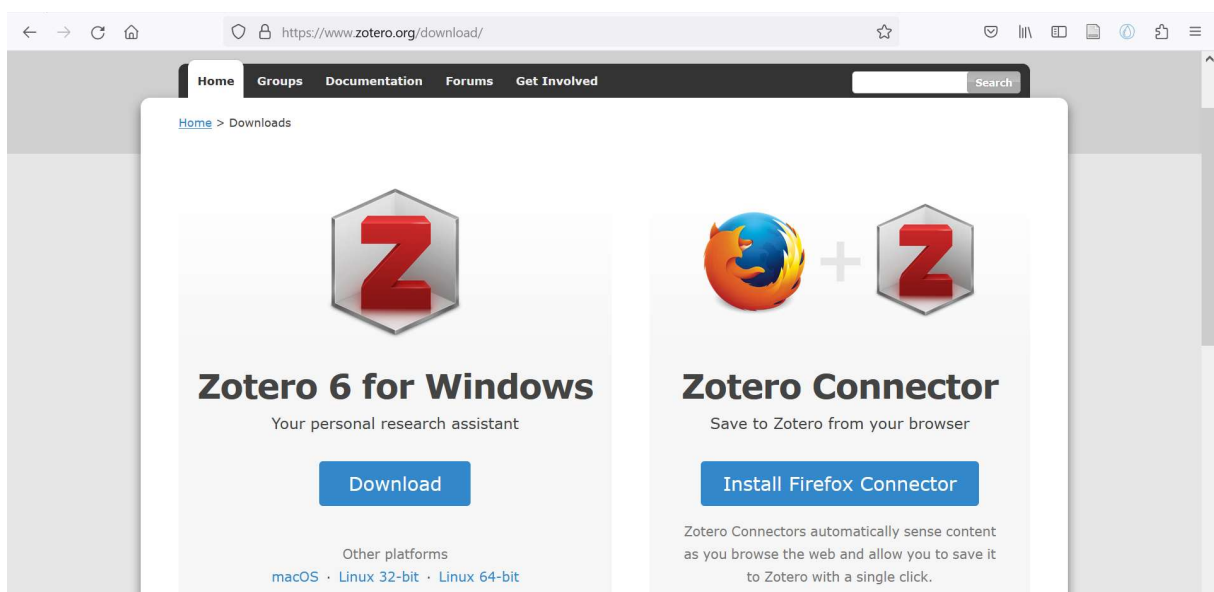 https://www.zotero.org/download/
Home Groups Documentation Forums Get Involved Search
Home > Downloads
Z
Z
Zotero 6 for Windows
Your personal research assistant
Download
Other platforms
macOS · Linux 32-bit · Linux 64-bit
Zotero Connector
Save to Zotero from your browser
Install Firefox Connector
Zotero Connectors automatically sense content
as you browse the web and allow you to save it
to Zotero with a single click.